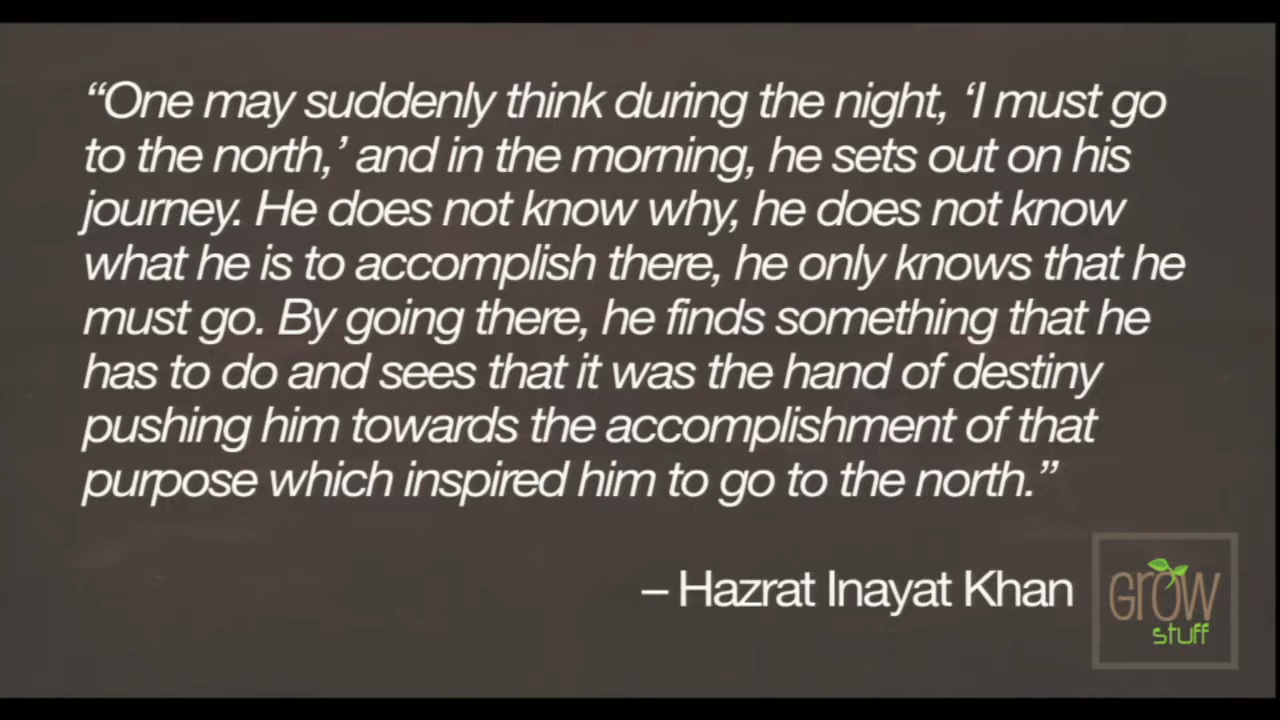 “One may suddenly think during the night, ‘I must go
to the north,’ and in the morning, he sets out on his
journey. He does not know why, he does not know
what he is to accomplish there, he only knows that he
must go. By going there, he finds something that he
has to do and sees that it was the hand of destiny
pushing him towards the accomplishment of that
purpose which inspired him to go to the north.”
– Hazrat Inayat Khan
GROW
stuff